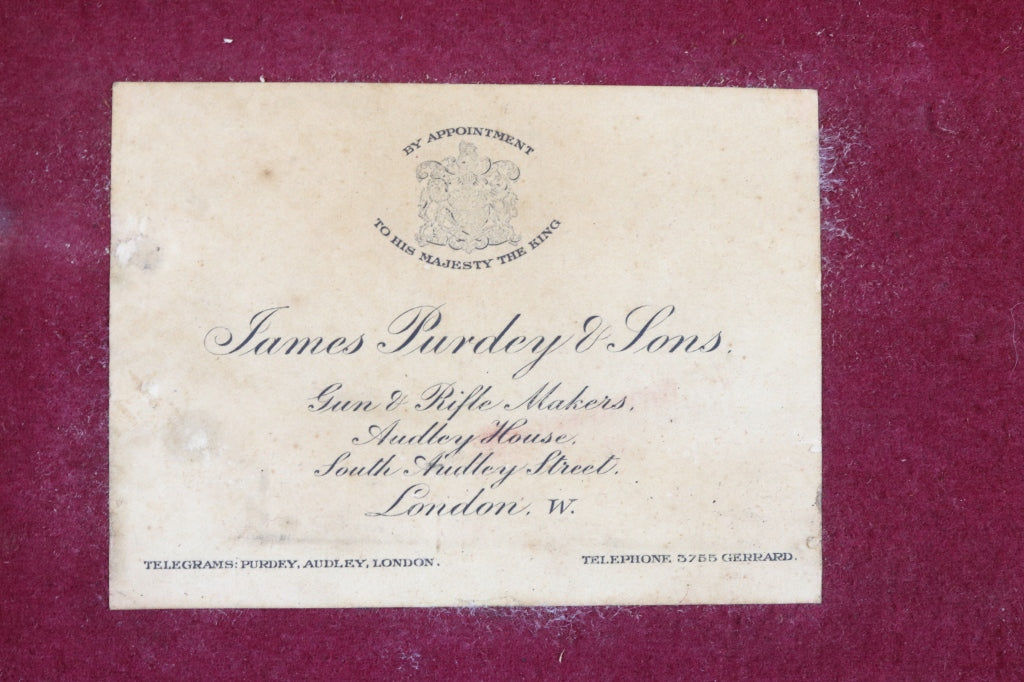 BY APPOINTMENT
TO HIS MAJESTY THE KING
James Purdey & Sons.
Gun & Rifle Makers,
Audley House,
South Audley Street,
London. W.
TELEGRAMS: PURDEY, AUDLEY, LONDON.
TELEPHONE 5755 GERRARD.